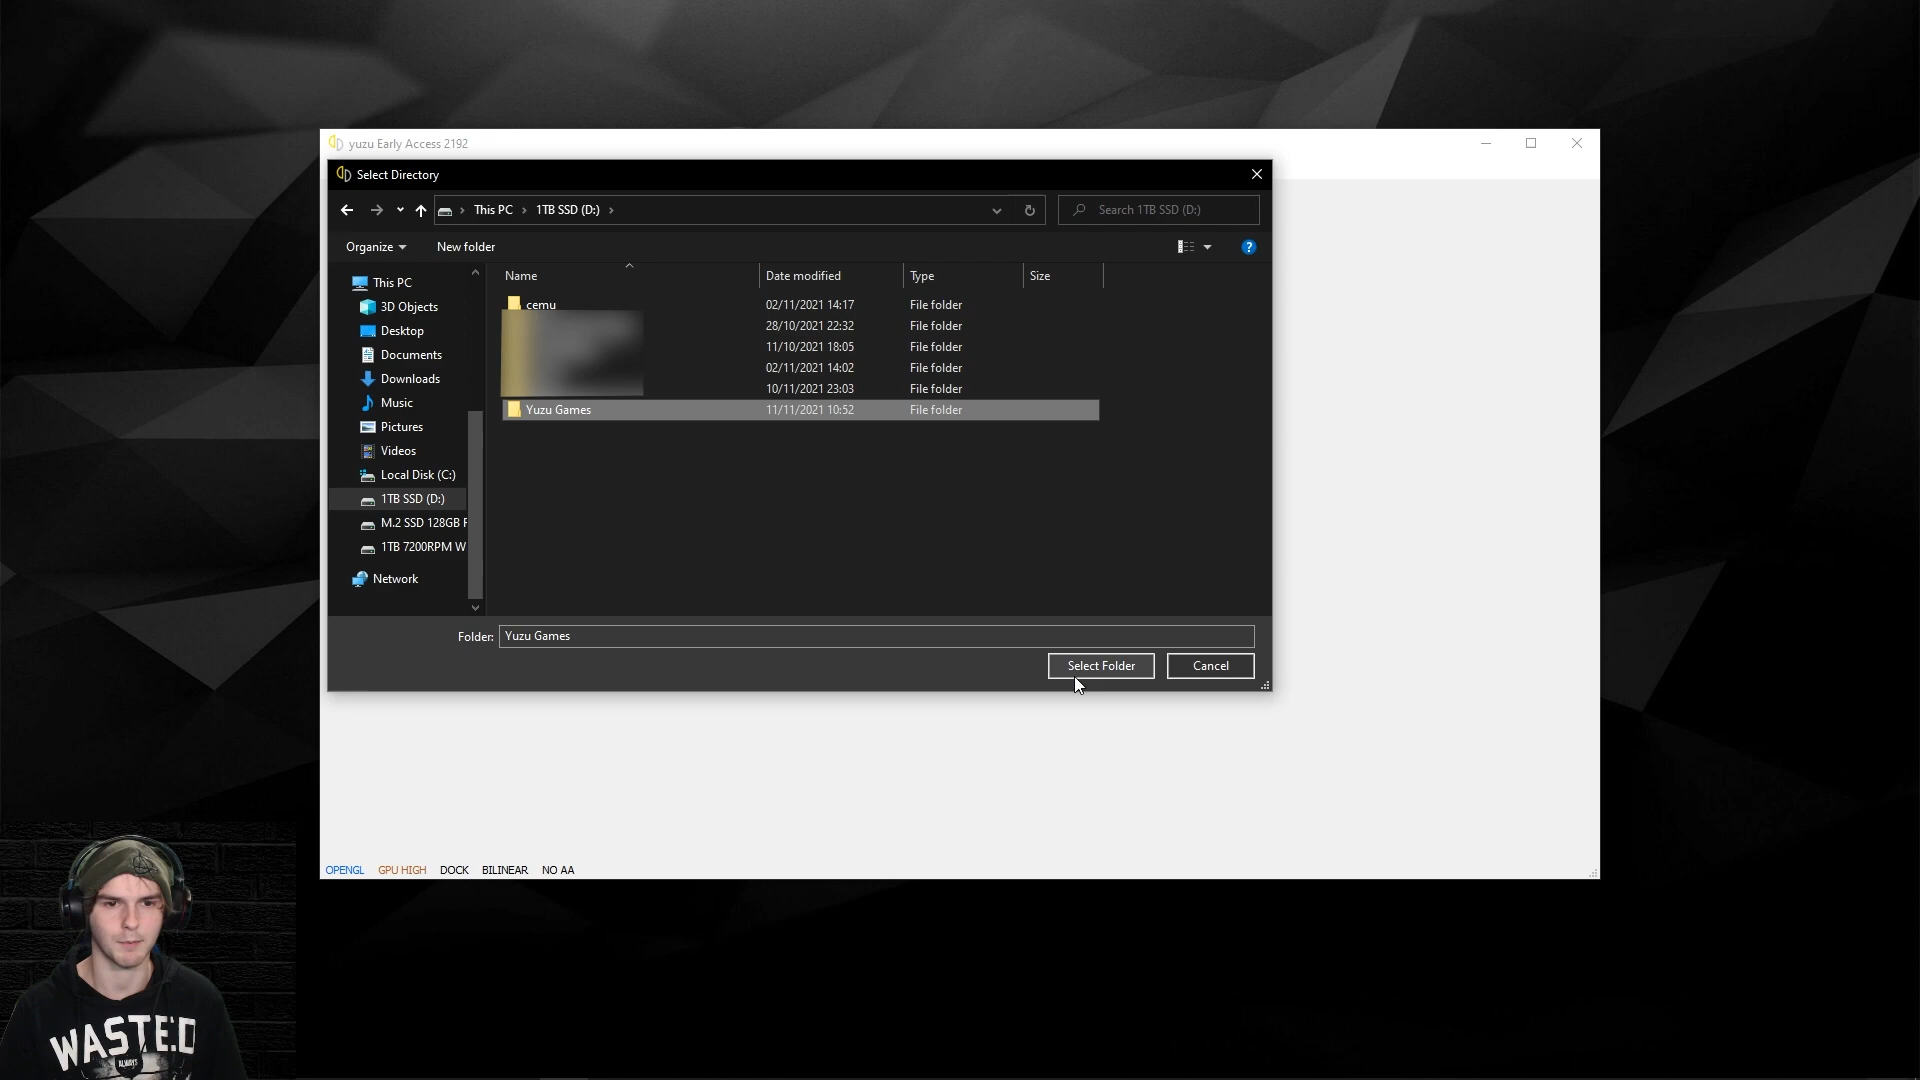 yuzu Early Access 2192
Select Directory
This PC > 1TB SSD (D:) >
Search 1TB SSD (D:)
Organize
New folder
Name
Date modified
Type
Size
This PC
3D Objects
Desktop
Documents
Downloads
Music
Pictures
Videos
Local Disk (C:)
1TB SSD (D:)
M.2 SSD 128GB F
1TB 7200RPM W
Network
cemu 02/11/2021 14:17 File folder
28/10/2021 22:32 File folder
11/10/2021 18:05 File folder
02/11/2021 14:02 File folder
10/11/2021 23:03 File folder
Yuzu Games 11/11/2021 10:52 File folder
Folder: Yuzu Games
Select Folder
Cancel
OPENGL GPU HIGH DOCK BILINEAR NO AA
WASTED
ALWAYS